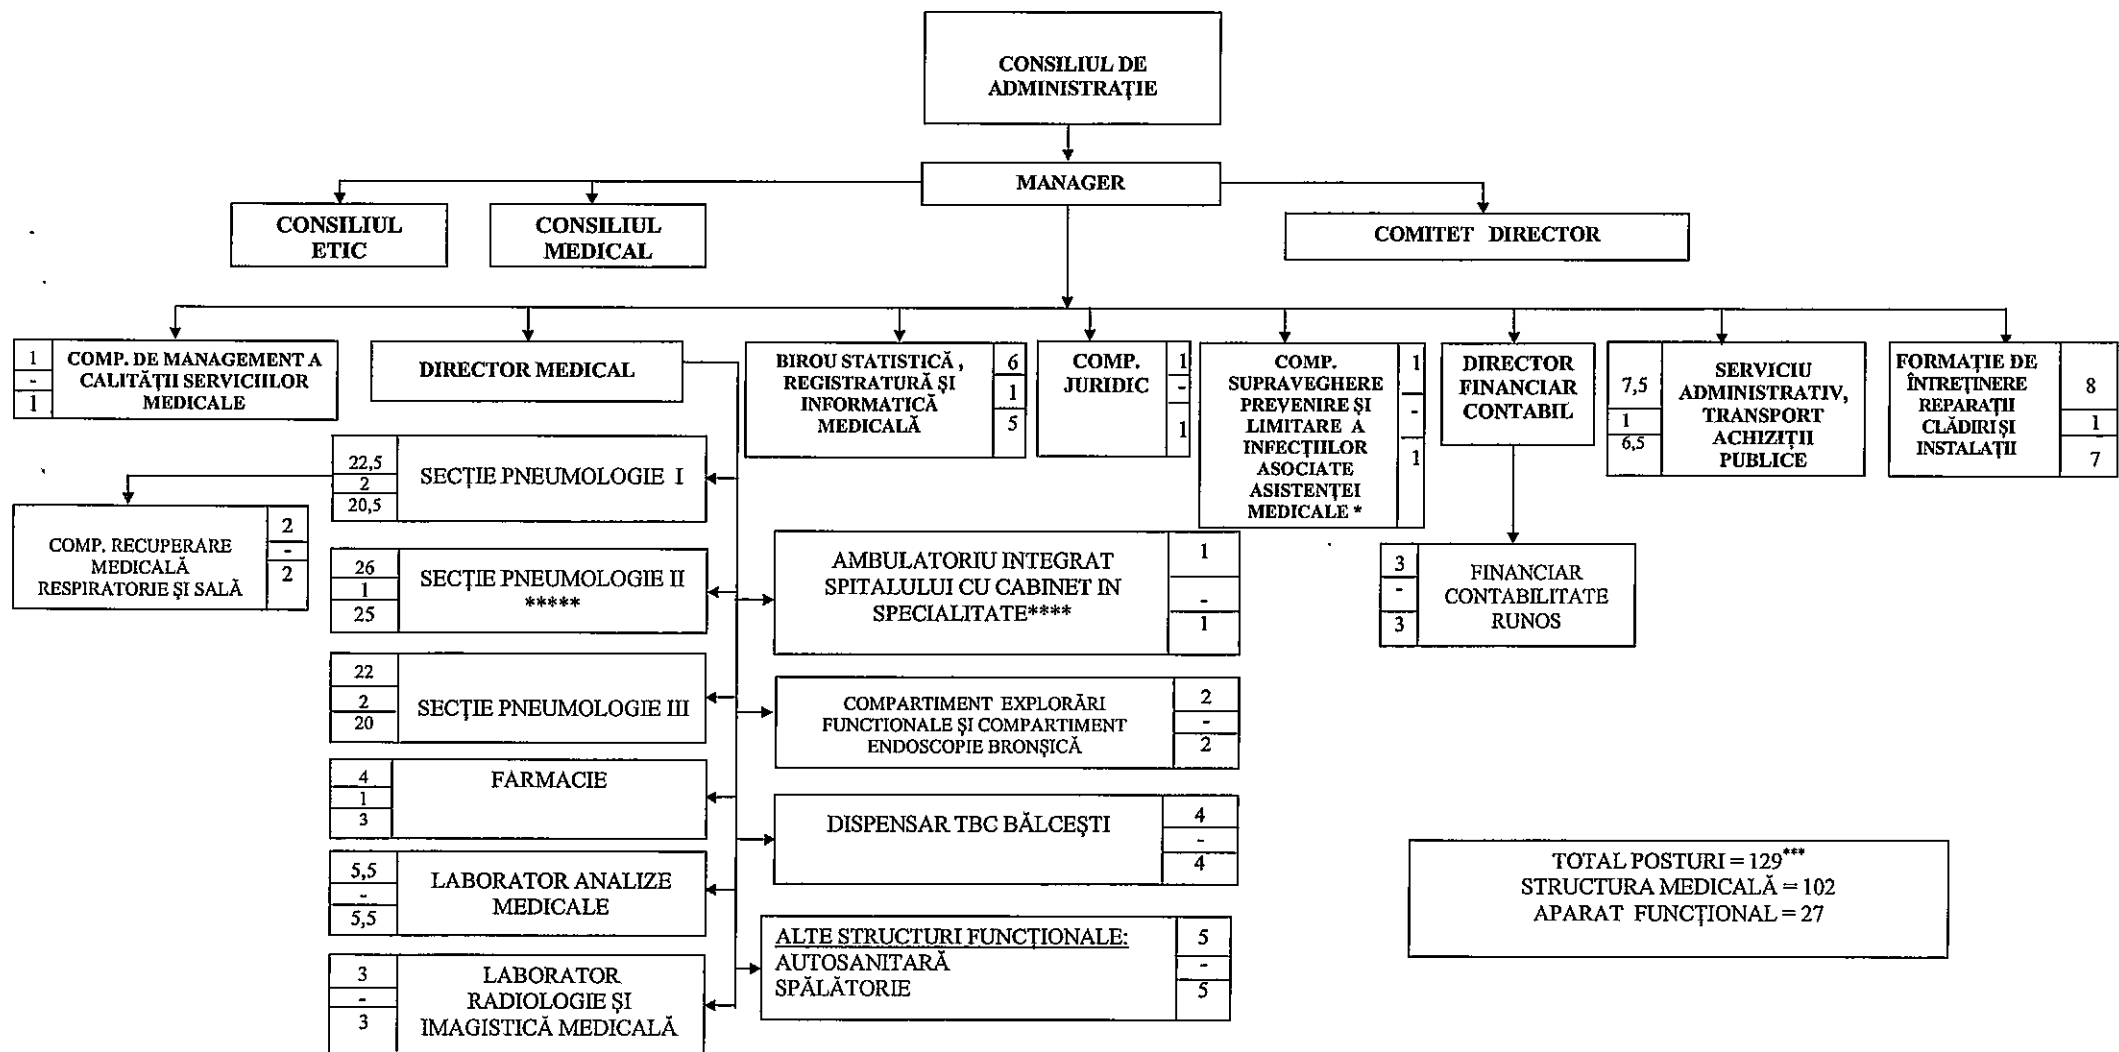 CONSILIUL DE
ADMINISTRAȚIE
MANAGER
CONSILIUL
ETIC
CONSILIUL
MEDICAL
COMITET DIRECTOR
1
-
1
COMP. DE MANAGEMENT A
CALITĂȚII SERVICIILOR
MEDICALE
DIRECTOR MEDICAL
BIROU STATISTICĂ ,
REGISTRATURĂ ȘI
INFORMATICĂ
MEDICALĂ
6
1
5
COMP.
JURIDIC
1
-
1
COMP.
SUPRAVEGHERE
PREVENIRE ȘI
LIMITARE A
INFECȚIILOR
ASOCIATE
ASISTENȚEI
MEDICALE *
1
-
1
DIRECTOR
FINANCIAR
CONTABIL
7,5
1
6,5
SERVICIU
ADMINISTRATIV,
TRANSPORT
ACHIZIȚII
PUBLICE
FORMAȚIE DE
ÎNTREȚINERE
REPARAȚII
CLĂDIRI ȘI
INSTALAȚII
8
1
7
22,5
2
20,5
SECȚIE PNEUMOLOGIE I
COMP. RECUPERARE
MEDICALĂ
RESPIRATORIE ȘI SALĂ
2
-
2
26
1
25
SECȚIE PNEUMOLOGIE II
*****
AMBULATORIU INTEGRAT
SPITALULUI CU CABINET IN
SPECIALITATE****
1
-
1
3
-
3
FINANCIAR
CONTABILITATE
RUNOS
22
2
20
SECȚIE PNEUMOLOGIE III
COMPARTIMENT EXPLORĂRI
FUNCTIONALE ȘI COMPARTIMENT
ENDOSCOPIE BRONȘICĂ
2
-
2
4
1
3
FARMACIE
DISPENSAR TBC BĂLCEȘTI
4
-
4
5,5
-
5,5
LABORATOR ANALIZE
MEDICALE
ALTE STRUCTURI FUNCȚIONALE:
AUTOSANITARĂ
SPĂLĂTORIE
5
-
5
3
-
3
LABORATOR
RADIOLOGIE ȘI
IMAGISTICĂ MEDICALĂ
TOTAL POSTURI = 129***
STRUCTURA MEDICALĂ = 102
APARAT FUNCȚIONAL = 27